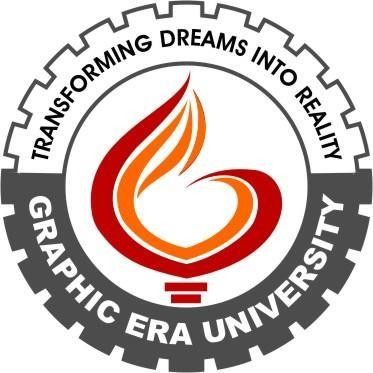 TRANSFORMING DREAMS INTO REALITY
GRAPHIC ERA UNIVERSITY